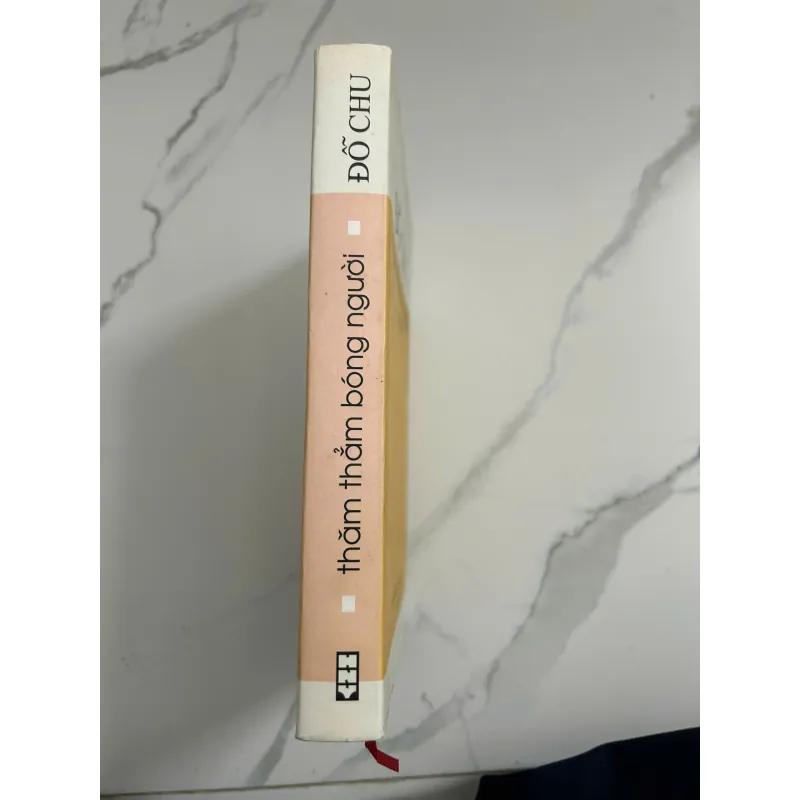 ĐỖ CHU
thăm thẳm bóng người